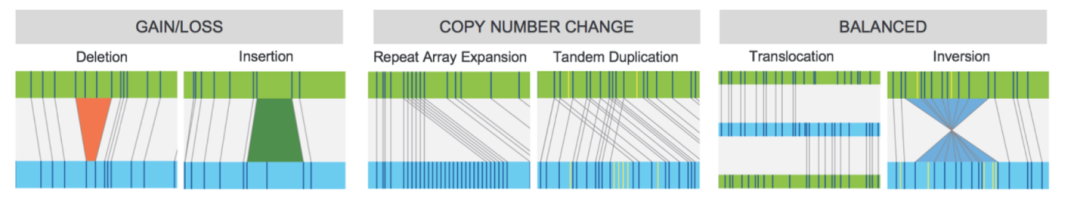 GAIN/LOSS
COPY NUMBER CHANGE
BALANCED
Deletion
Insertion
Repeat Array Expansion
Tandem Duplication
Translocation
Inversion